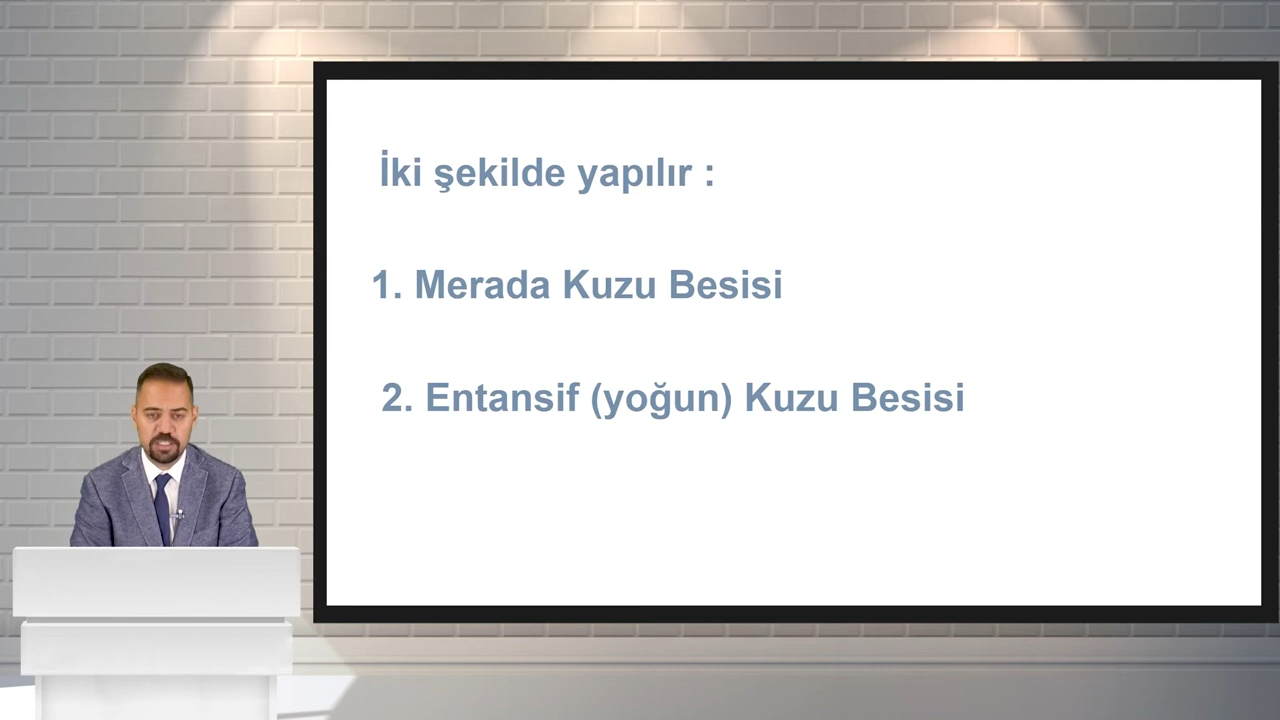 İki şekilde yapılır :
1. Merada Kuzu Besisi
2. Entansif (yoğun) Kuzu Besisi